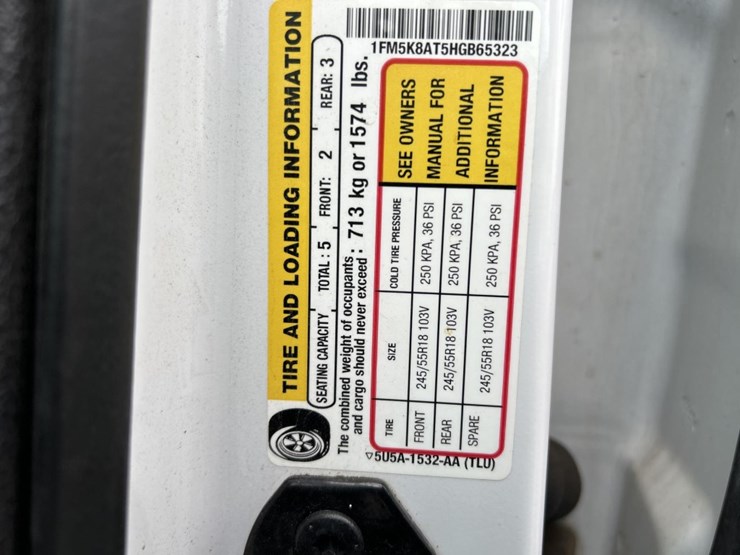 TIRE AND LOADING INFORMATION
SEATING CAPACITY TOTAL : 5 FRONT: 2 REAR: 3
The combined weight of occupants
and cargo should never exceed : 713 kg or 1574 lbs.
TIRE SIZE COLD TIRE PRESSURE
FRONT 245/55R18 103V 250 KPA, 36 PSI
REAR 245/55R18 103V 250 KPA, 36 PSI
SPARE 245/55R18 103V 250 KPA, 36 PSI
SEE OWNERS
MANUAL FOR
ADDITIONAL
INFORMATION
5U5A-1532-AA (TLU)
1FM5K8AT5HGB65323